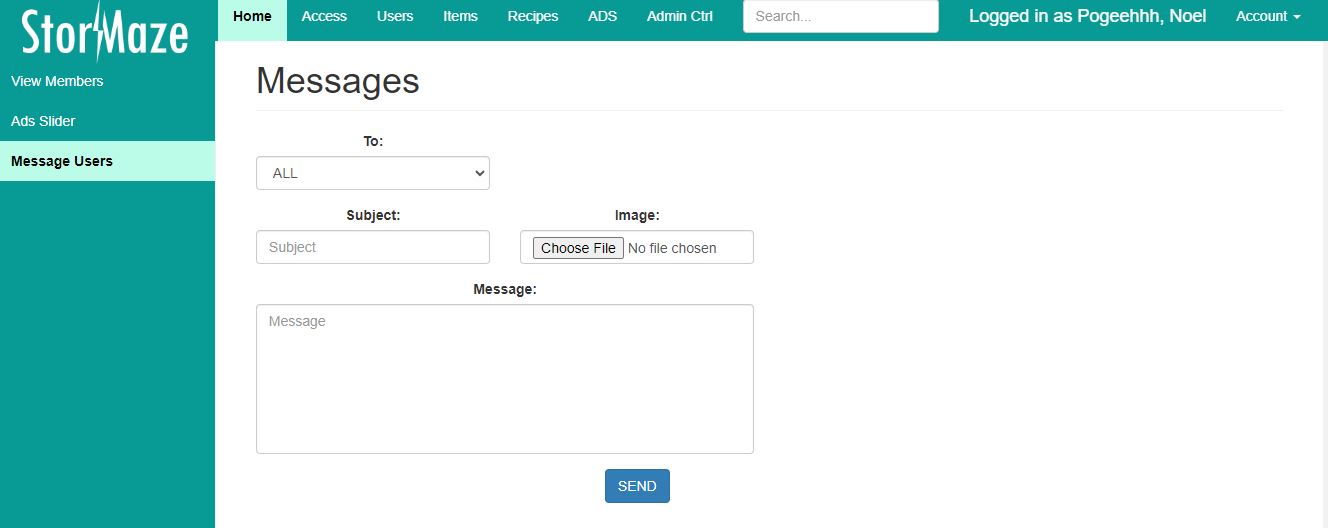 StorMaze
Home Access Users Items Recipes ADS Admin Ctrl Search... Logged in as Pogeehhh, Noel Account
View Members
Ads Slider
Message Users
Messages
To:
ALL
Subject: Image:
Subject Choose File No file chosen
Message:
Message
SEND